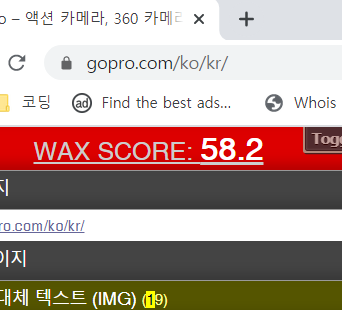 o – 액션 카메라, 360 카메라
gopro.com/ko/kr/
코딩 ad Find the best ads... Whois
WAX SCORE: 58.2
Togg
지
ro.com/ko/kr/
이지
대체 텍스트 (IMG) (19)